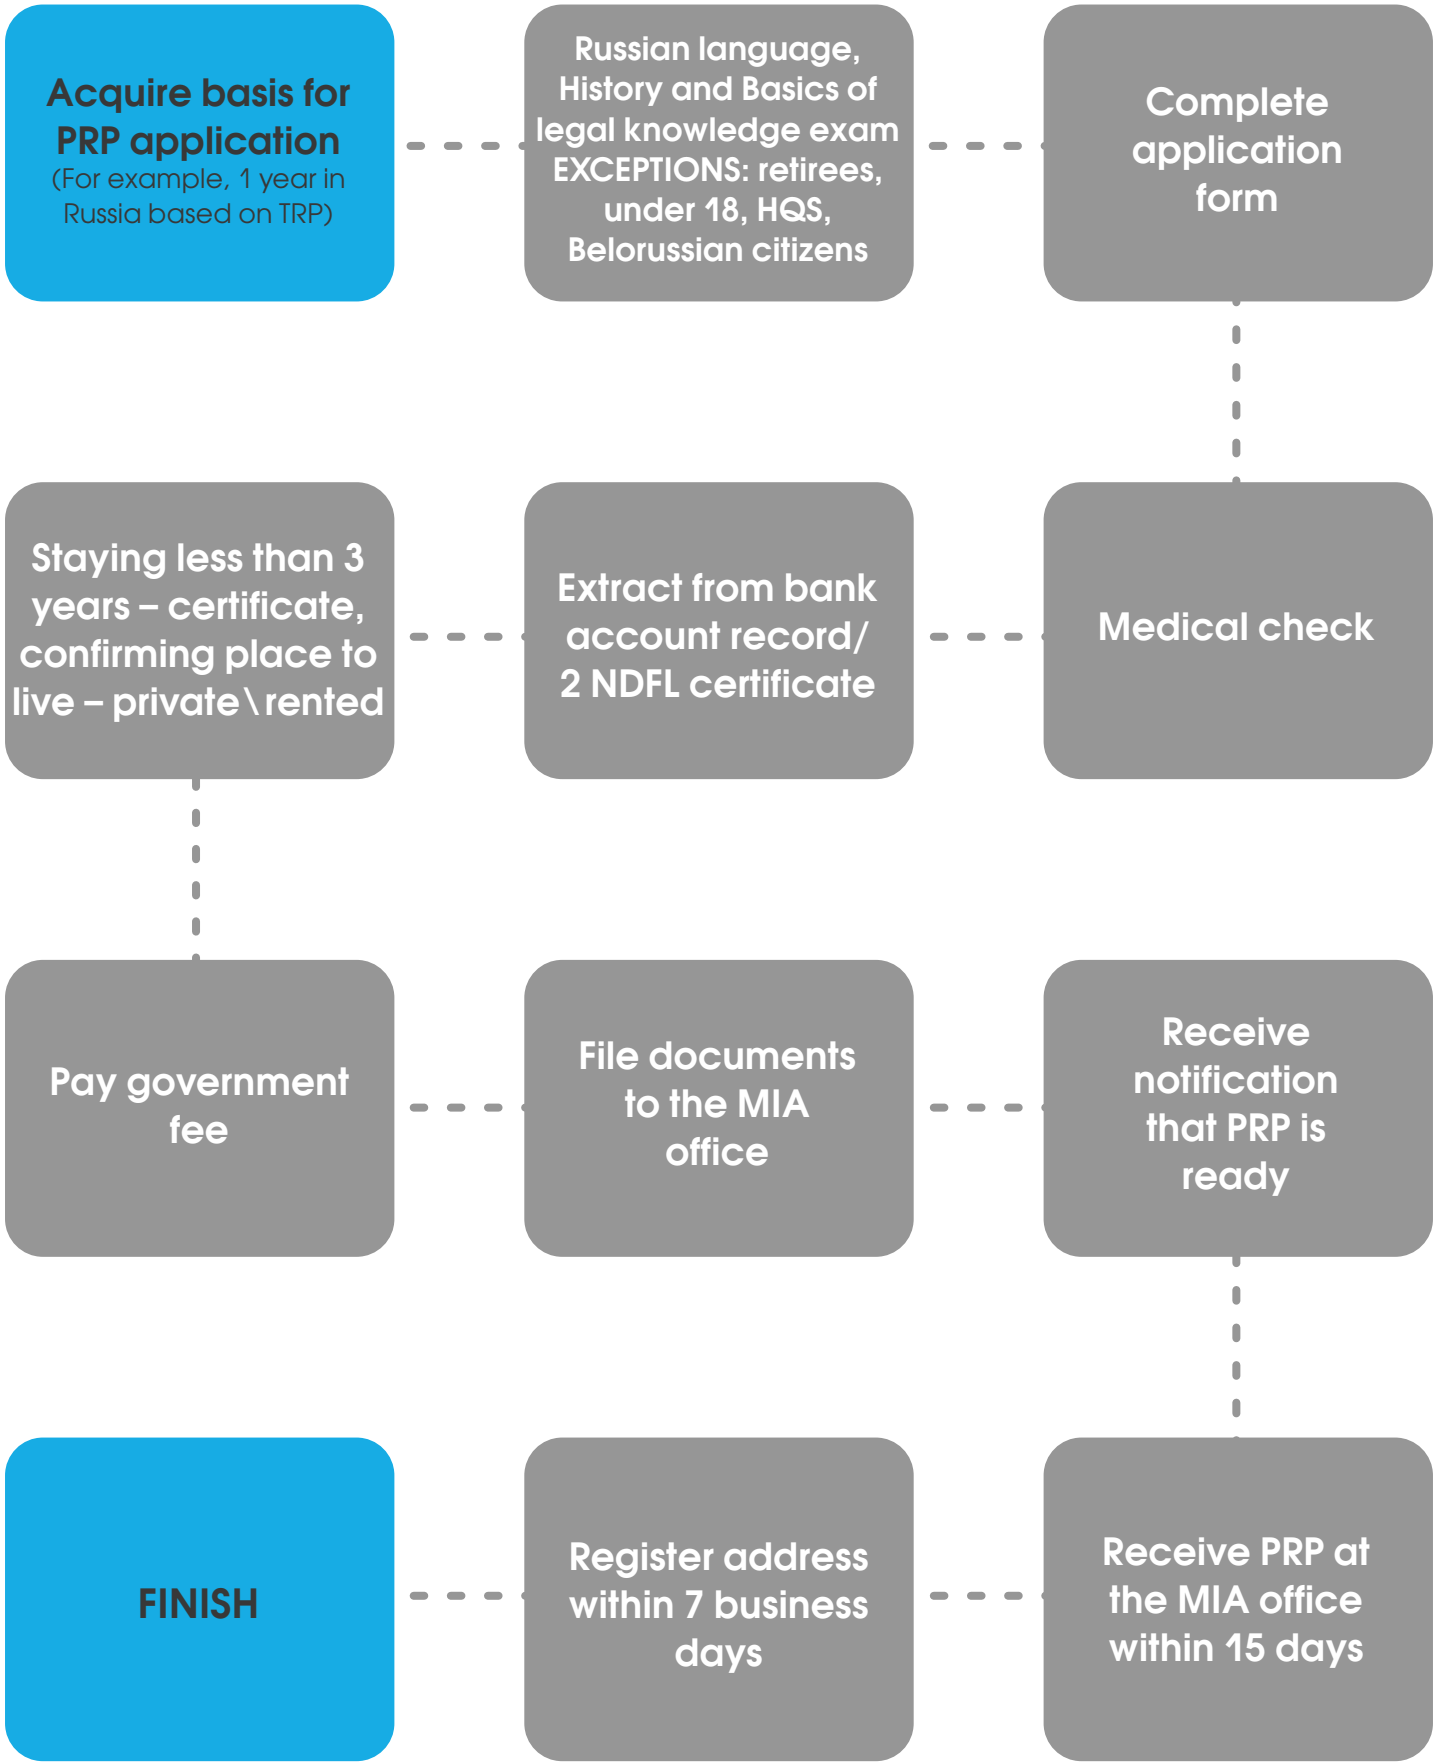 Acquire basis for
PRP application
(For example, 1 year in
Russia based on TRP)
Russian language,
History and Basics of
legal knowledge exam
EXCEPTIONS: retirees,
under 18, HQS,
Belorussian citizens
Complete
application
form
Medical check
Extract from bank
account record/
2 NDFL certificate
Staying less than 3
years – certificate,
confirming place to
live – private\rented
Pay government
fee
File documents
to the MIA
office
Receive
notification
that PRP is
ready
Receive PRP at
the MIA office
within 15 days
Register address
within 7 business
days
FINISH